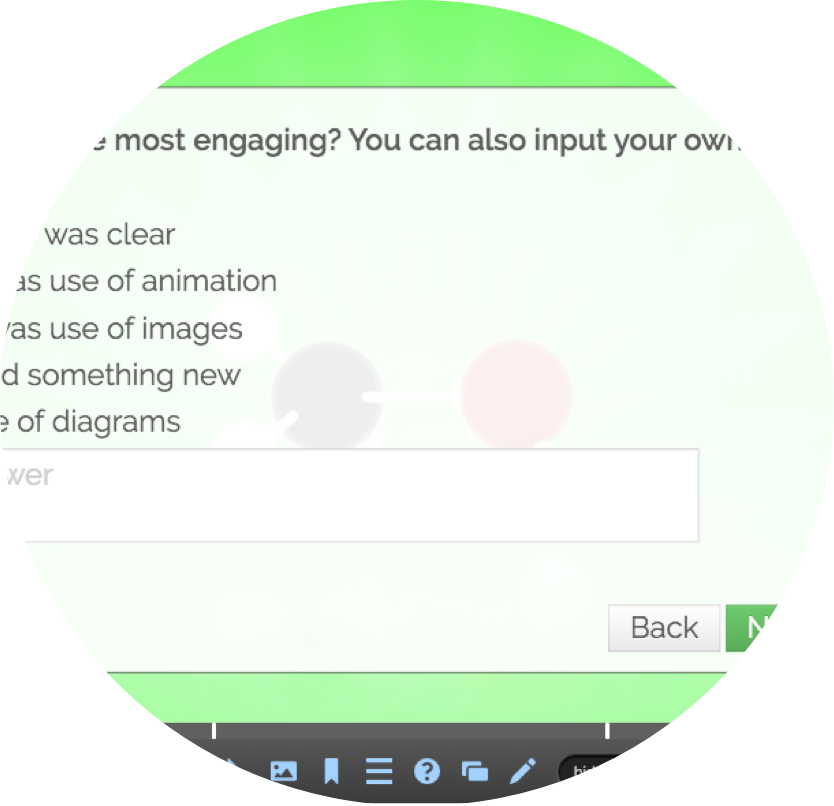 most engaging? You can also input your own
was clear
as use of animation
was use of images
d something new
e of diagrams
wer
Back